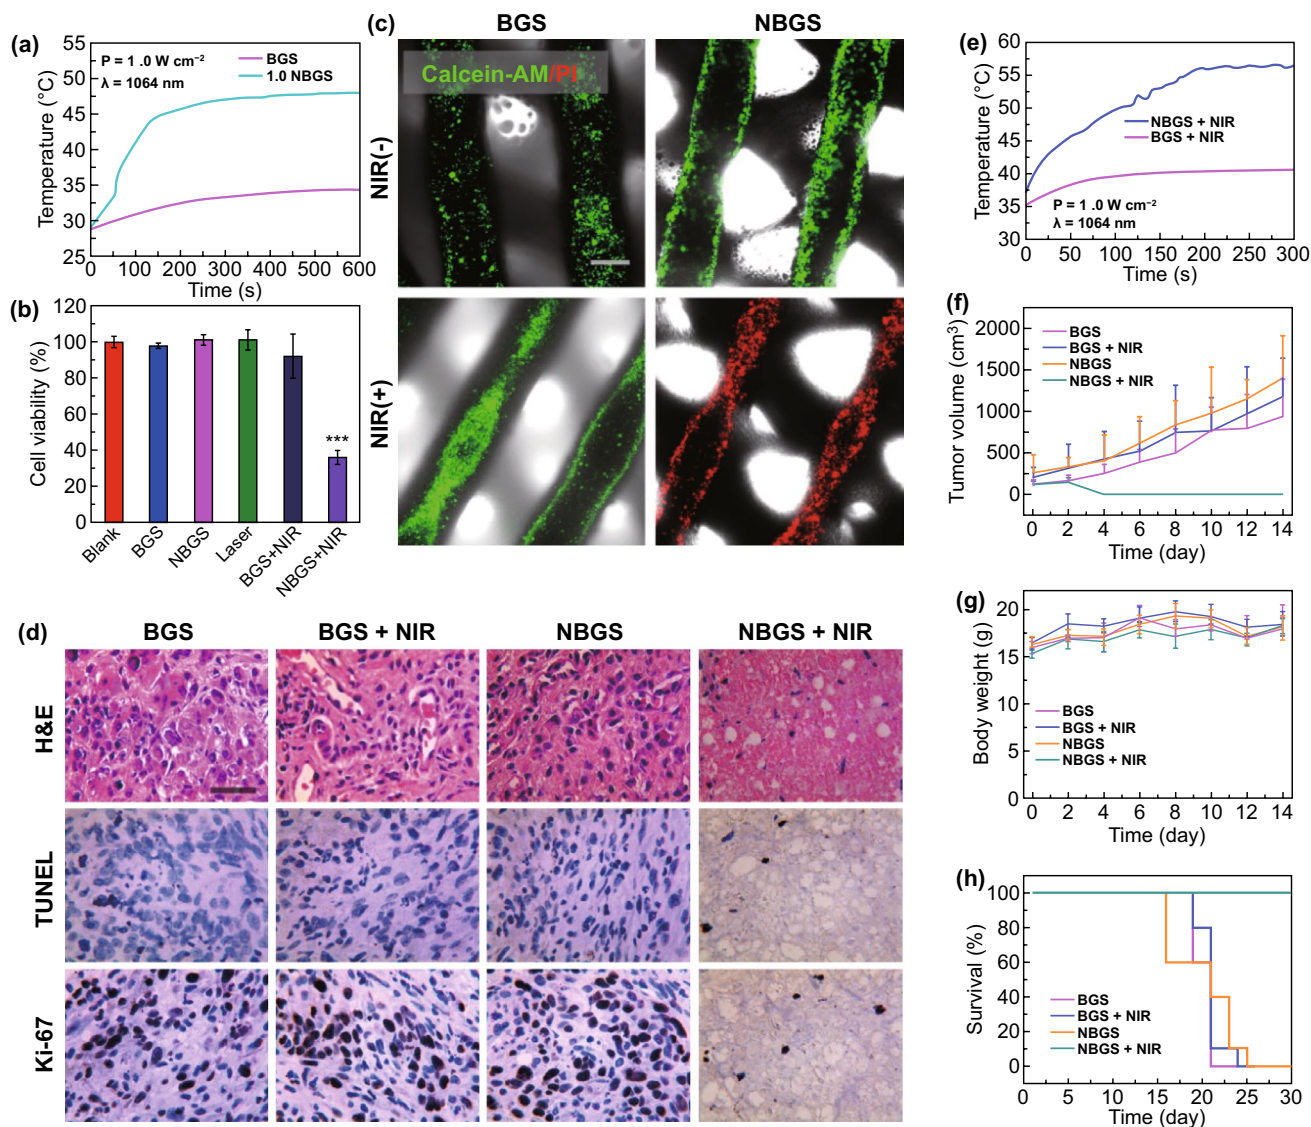 (a)
55
50
45
40
35
30
25
Temperature (°C)
P = 1 .0 W cm⁻²
λ = 1064 nm
BGS
1.0 NBGS
0 100 200 300 400 500 600
Time (s)
(b)
120
100
80
60
40
20
0
Cell viability (%)
***
Blank
BGS
NBGS
Laser
BGS+NIR
NBGS+NIR
(c)
BGS NBGS
Calcein-AM/PI
NIR(-)
NIR(+)
(d)
BGS BGS + NIR NBGS NBGS + NIR
H&E
TUNEL
Ki-67
(e)
60
55
50
45
40
35
30
Temperature (°C)
NBGS + NIR
BGS + NIR
P = 1 .0 W cm⁻²
λ = 1064 nm
0 50 100 150 200 250 300
Time (s)
(f)
2000
1500
1000
500
0
Tumor volume (cm³)
BGS
BGS + NIR
NBGS
NBGS + NIR
0 2 4 6 8 10 12 14
Time (day)
(g)
20
15
10
5
0
Body weight (g)
BGS
BGS + NIR
NBGS
NBGS + NIR
0 2 4 6 8 10 12 14
Time (day)
(h)
100
80
60
40
20
0
Survival (%)
BGS
BGS + NIR
NBGS
NBGS + NIR
0 5 10 15 20 25 30
Time (day)